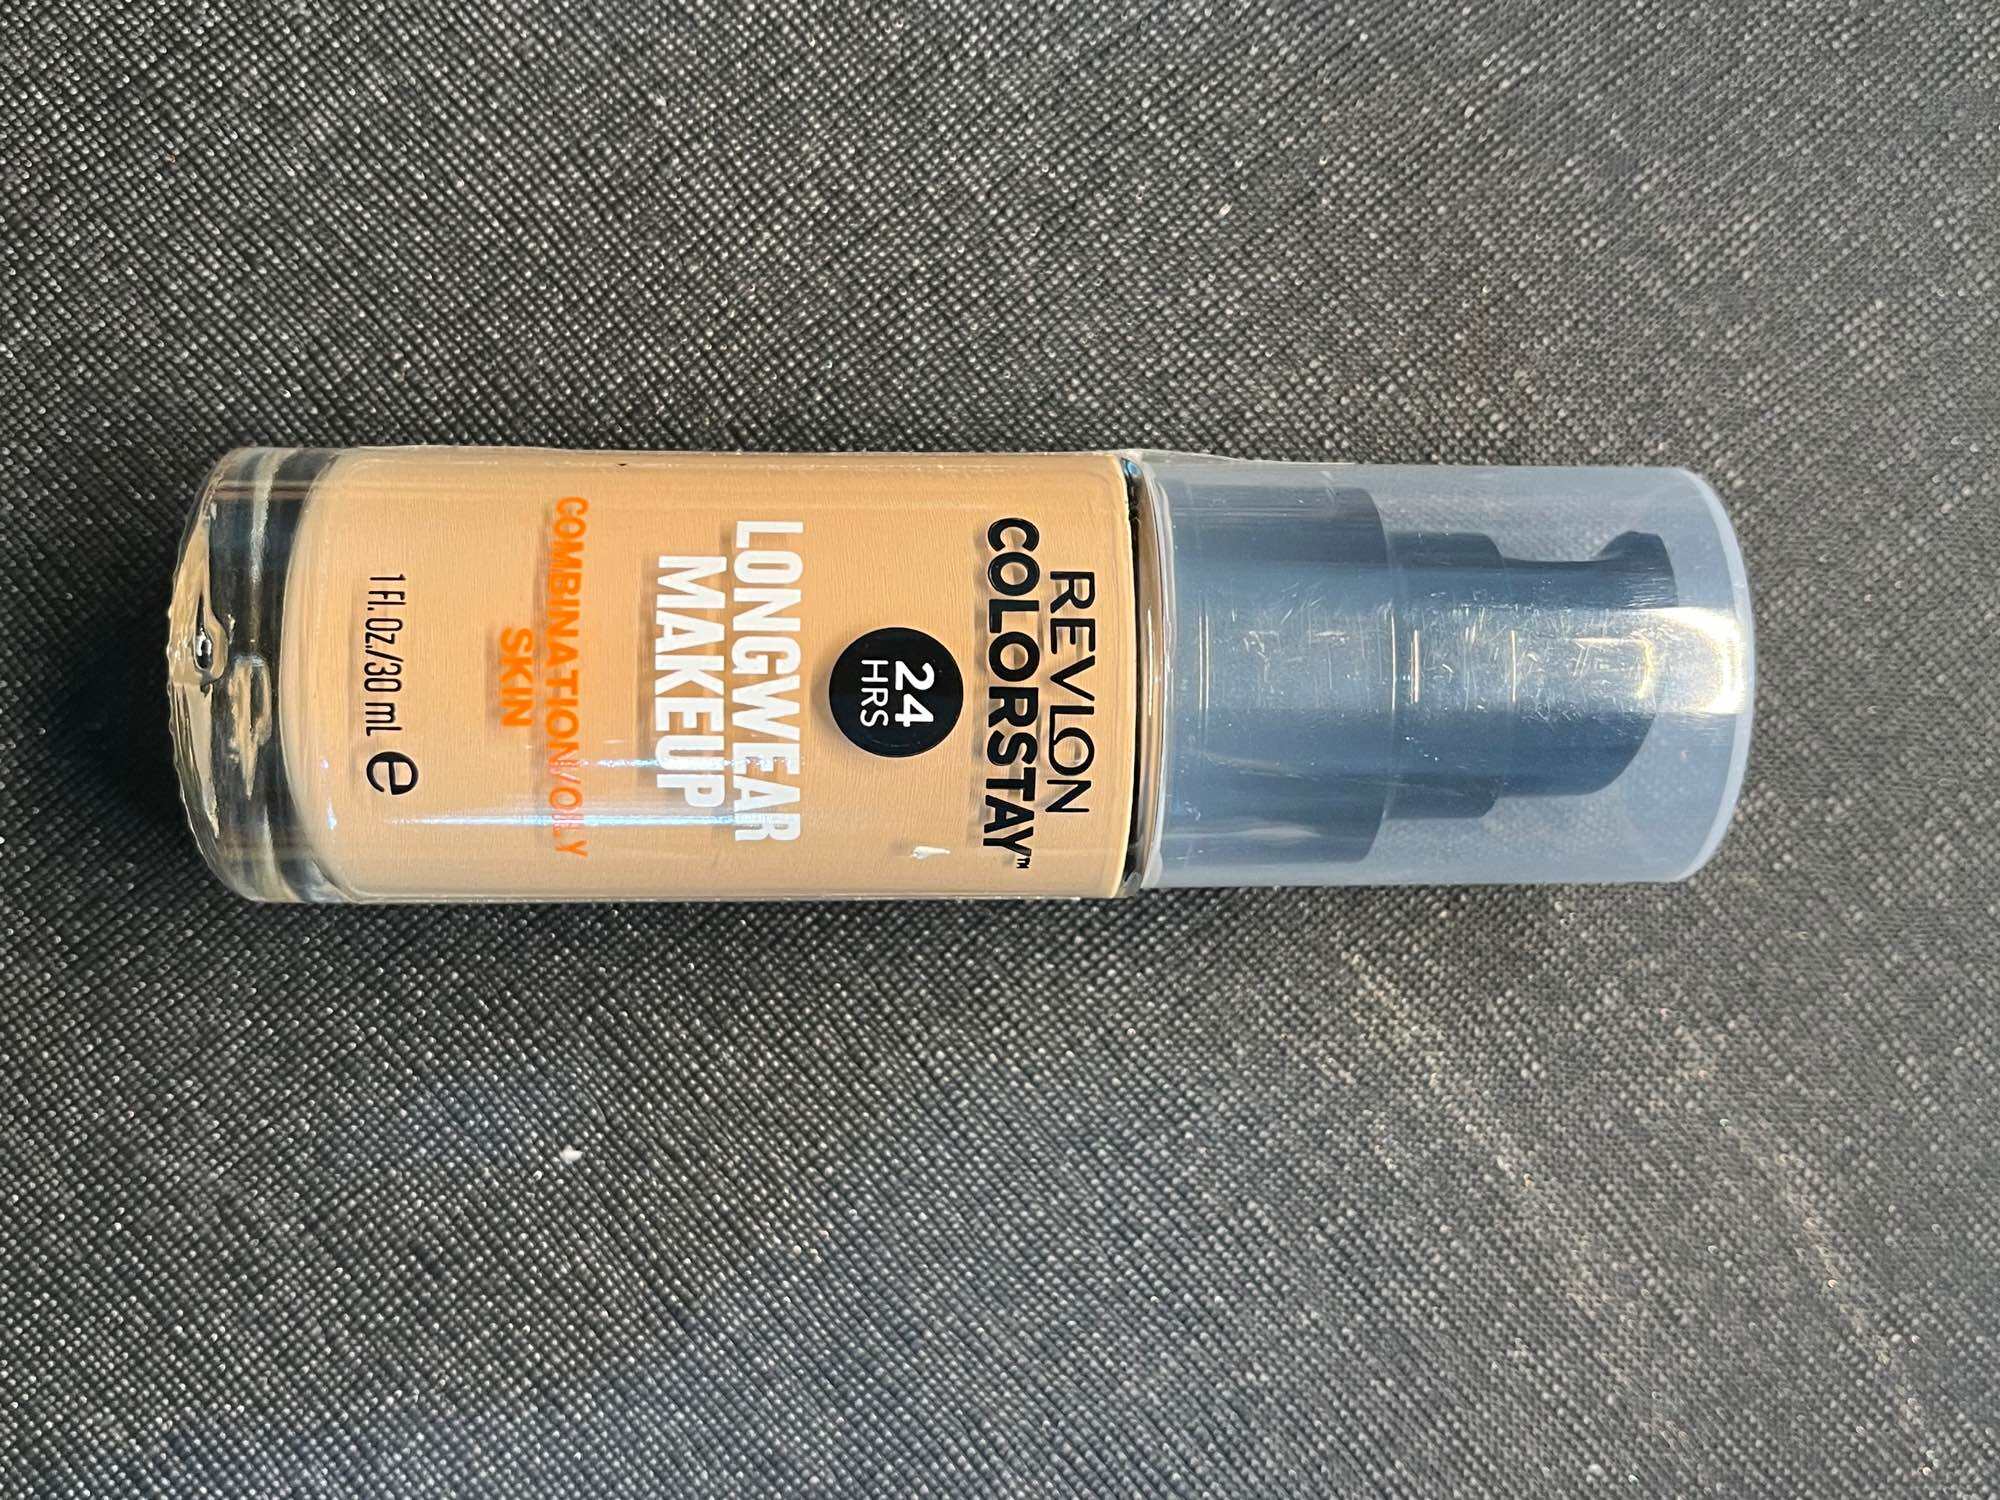 REVLON
COLORSTAY™
24
HRS
LONGWEAR
MAKEUP
COMBINATION/OILY
SKIN
1 Fl. Oz./30 mL ℮